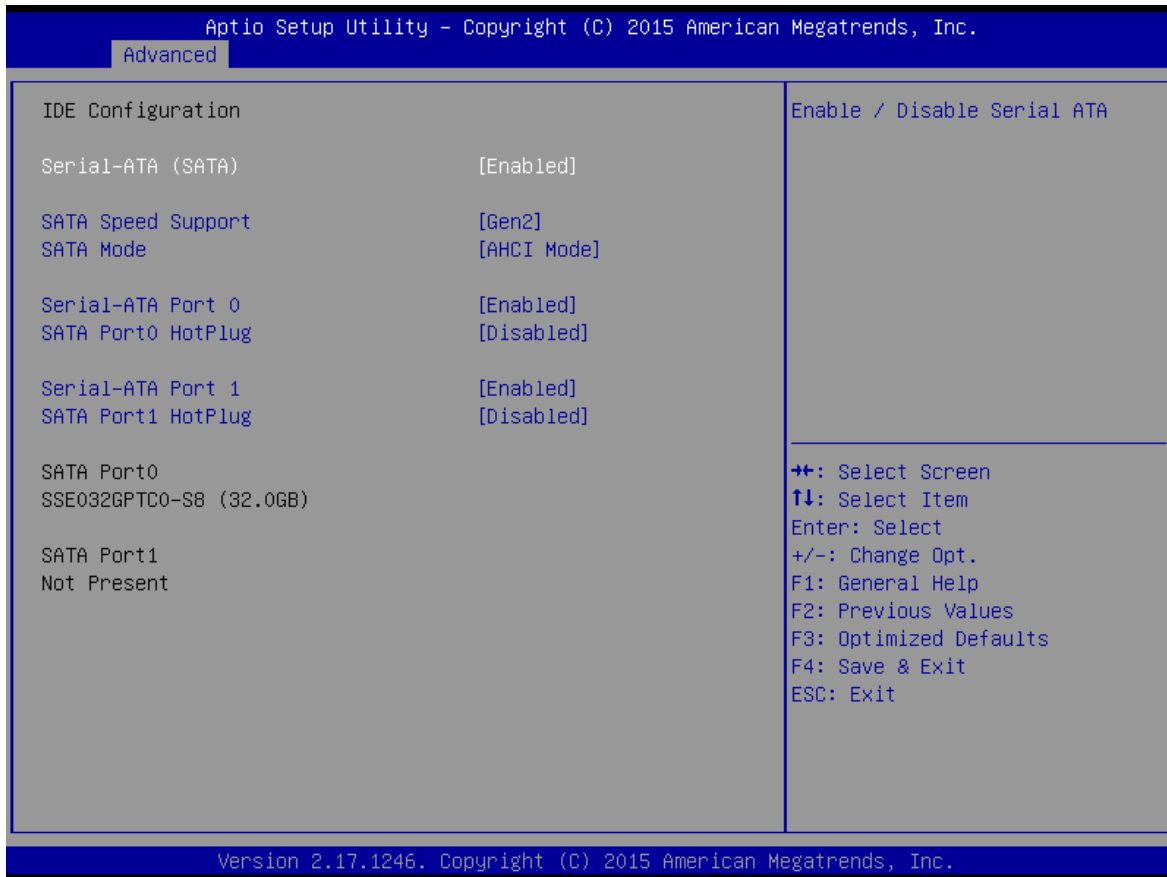 Aptio Setup Utility – Copyright (C) 2015 American Megatrends, Inc.
Advanced
IDE Configuration
Serial-ATA (SATA) [Enabled]
SATA Speed Support [Gen2]
SATA Mode [AHCI Mode]
Serial-ATA Port 0 [Enabled]
SATA Port0 HotPlug [Disabled]
Serial-ATA Port 1 [Enabled]
SATA Port1 HotPlug [Disabled]
SATA Port0
SSE032GPTC0-S8 (32.0GB)
SATA Port1
Not Present
Enable / Disable Serial ATA
→←: Select Screen
↑↓: Select Item
Enter: Select
+/-: Change Opt.
F1: General Help
F2: Previous Values
F3: Optimized Defaults
F4: Save & Exit
ESC: Exit
Version 2.17.1246. Copyright (C) 2015 American Megatrends, Inc.